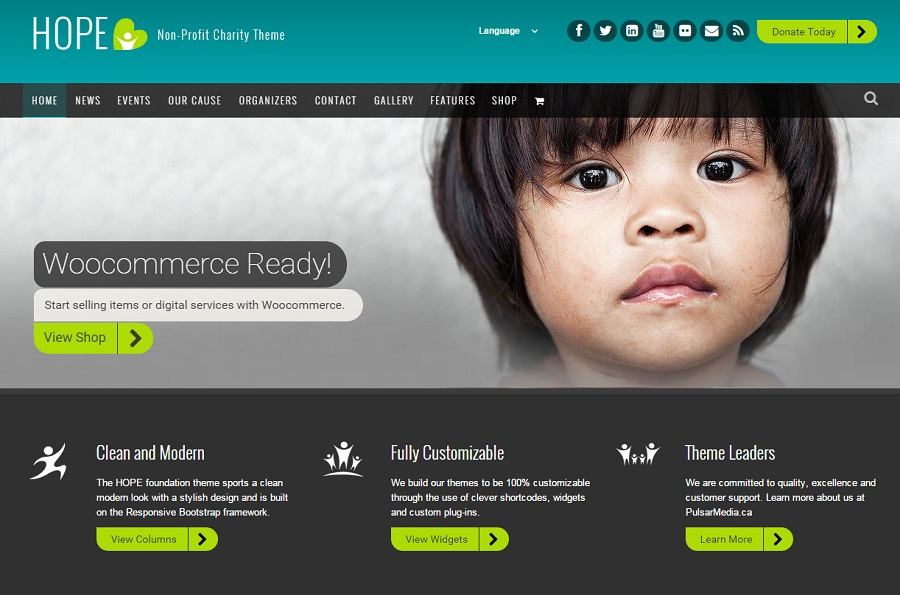 HOPE
Non-Profit Charity Theme
Language
Donate Today
HOME NEWS EVENTS OUR CAUSE ORGANIZERS CONTACT GALLERY FEATURES SHOP
Woocommerce Ready!
Start selling items or digital services with Woocommerce.
View Shop
Clean and Modern
The HOPE foundation theme sports a clean
modern look with a stylish design and is built
on the Responsive Bootstrap framework.
View Columns
Fully Customizable
We build our themes to be 100% customizable
through the use of clever shortcodes, widgets
and custom plug-ins.
View Widgets
Theme Leaders
We are committed to quality, excellence and
customer support. Learn more about us at
PulsarMedia.ca
Learn More